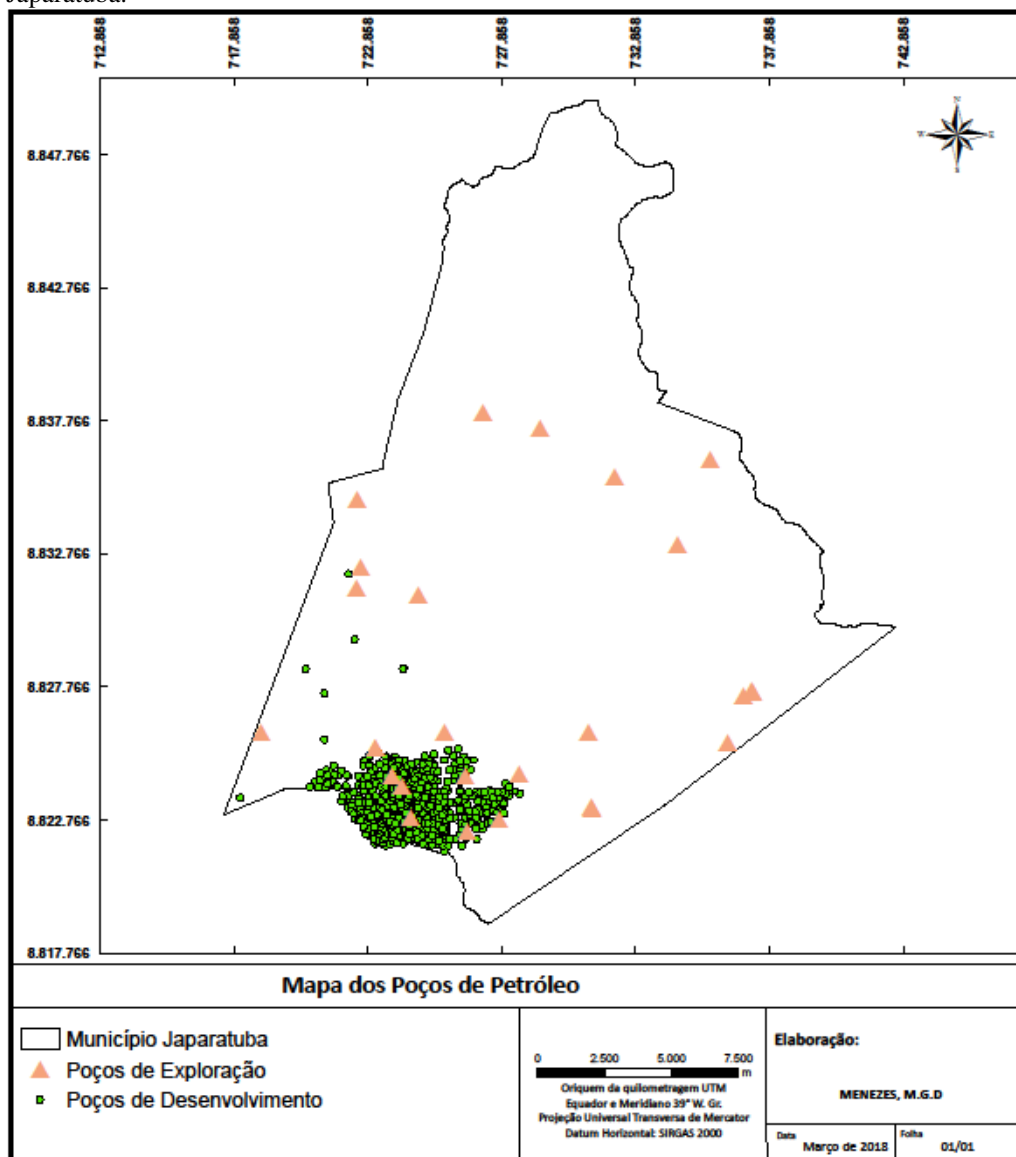 Japaratuba.
712.858
717.858
722.858
727.858
732.858
737.858
742.858
N
W
E
S
8.847.766
8.842.766
8.837.766
8.832.766
8.827.766
8.822.766
8.817.766
Mapa dos Poços de Petróleo
Município Japaratuba
Poços de Exploração
Poços de Desenvolvimento
0 2.500 5.000 7.500
m
Oriquem da quilometragem UTM
Equador e Meridiano 39° W. Gr.
Projeção Universal Transversa de Mercator
Datum Horizontal: SIRGAS 2000
Elaboração:
MENEZES, M.G.D
Data
Março de 2018
Folha
01/01